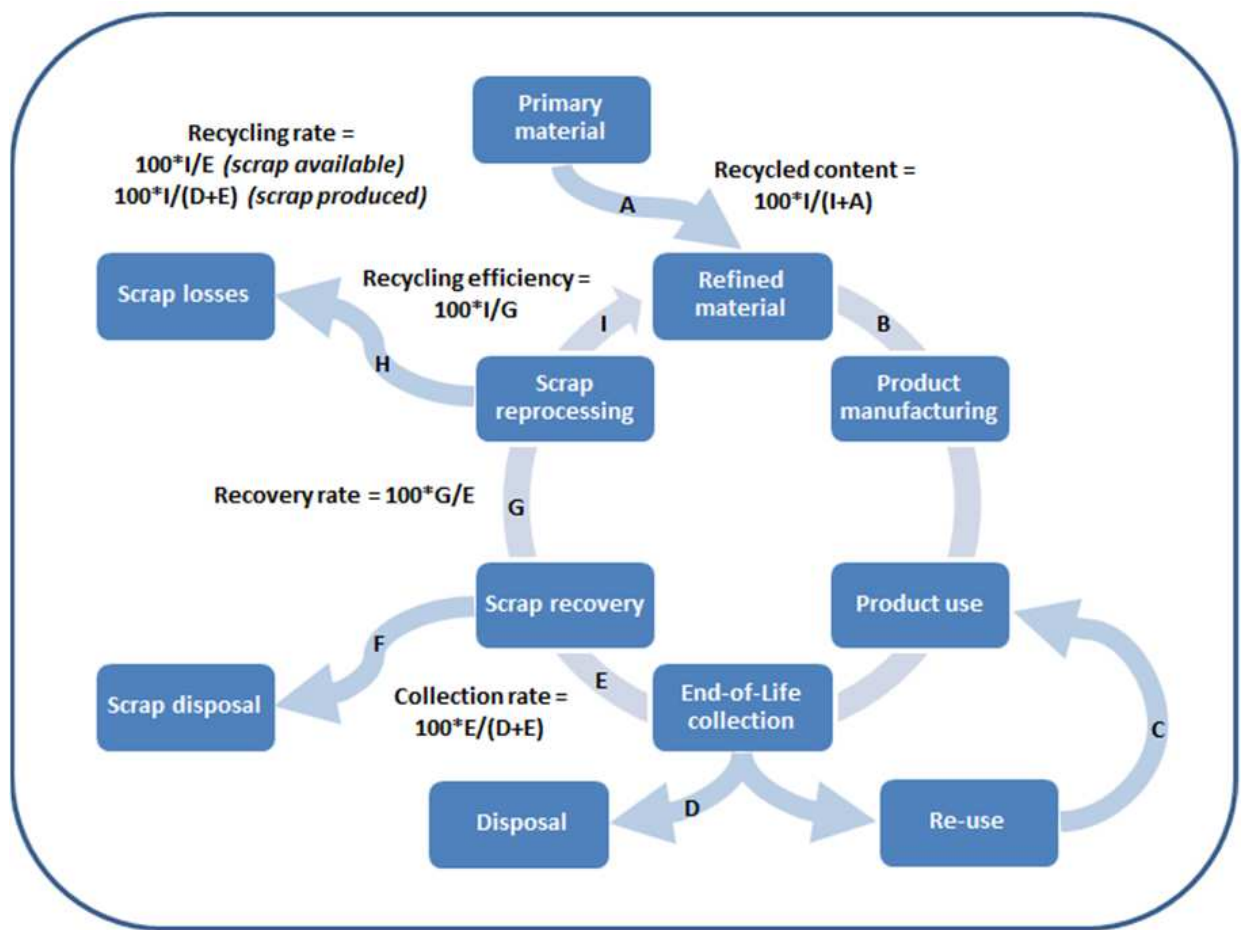 Primary
material
Recycling rate =
100*I/E (scrap available)
100*I/(D+E) (scrap produced)
A
Recycled content =
100*I/(I+A)
Scrap losses
Recycling efficiency =
100*I/G
Refined
material
I
B
H
Scrap
reprocessing
Product
manufacturing
Recovery rate = 100*G/E
G
Scrap recovery
Product use
F
E
Scrap disposal
Collection rate =
100*E/(D+E)
End-of-Life
collection
C
D
Disposal
Re-use